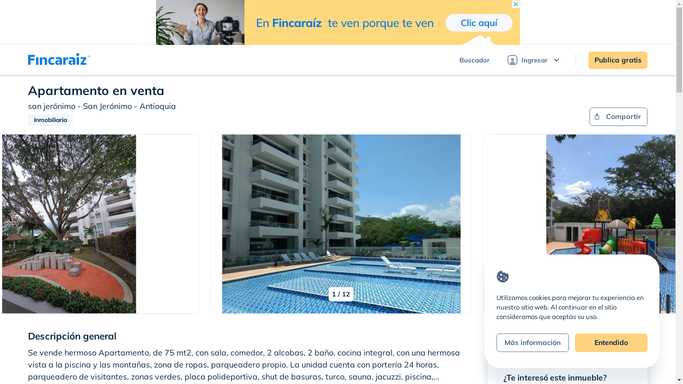 En Fincaraíz te ven porque te ven
Clic aquí
Fincaraíz
Buscador
Ingresar
Publica gratis
Apartamento en venta
san jerónimo - San Jerónimo - Antioquia
Compartir
Inmobiliaria
1 / 12
Utilizamos cookies para mejorar tu experiencia en
nuestro sitio web. Al continuar en el sitio
consideramos que aceptas su uso.
Más información
Entendido
Descripción general
Se vende hermoso Apartamento, de 75 mt2, con sala, comedor, 2 alcobas, 2 baño, cocina integral, con una hermosa
vista a la piscina y las montañas, zona de ropas, parqueadero propio. La unidad cuenta con portería 24 horas,
parqueadero de visitantes, zonas verdes, placa polideportiva, shut de basuras, turco, sauna, jacuzzi, piscina,...
¿Te interesó este inmueble?